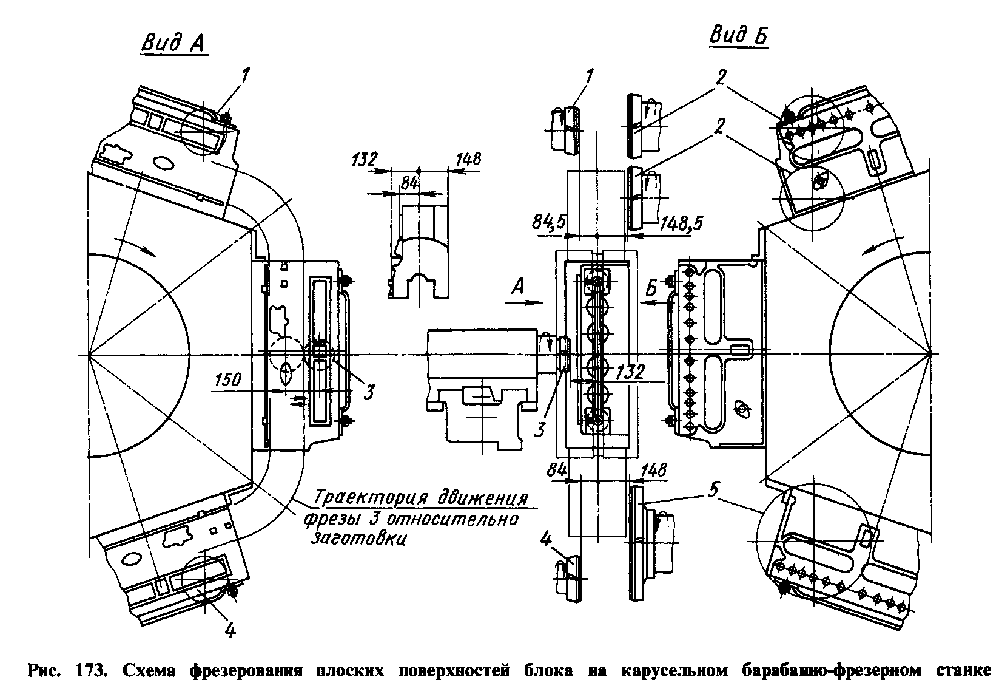 Вид А
Вид Б
1
1
2
2
132
148
84
84,5
148,5
А
Б
150
3
132
3
84
148
5
Траектория движения
фрезы 3 относительно
заготовки
4
4
Рис. 173. Схема фрезерования плоских поверхностей блока на карусельном барабанно-фрезерном станке